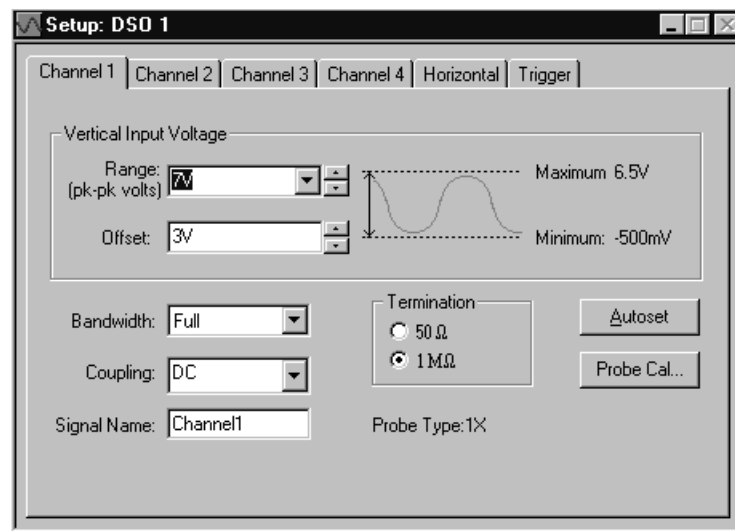 Setup: DSO 1
Channel 1 Channel 2 Channel 3 Channel 4 Horizontal Trigger
Vertical Input Voltage
Range: (pk-pk volts) 7V
Maximum 6.5V
Offset: 3V
Minimum: -500mV
Bandwidth: Full
Termination
50 Ω
1 MΩ
Autoset
Coupling: DC
Probe Cal...
Signal Name: Channel1
Probe Type:1X